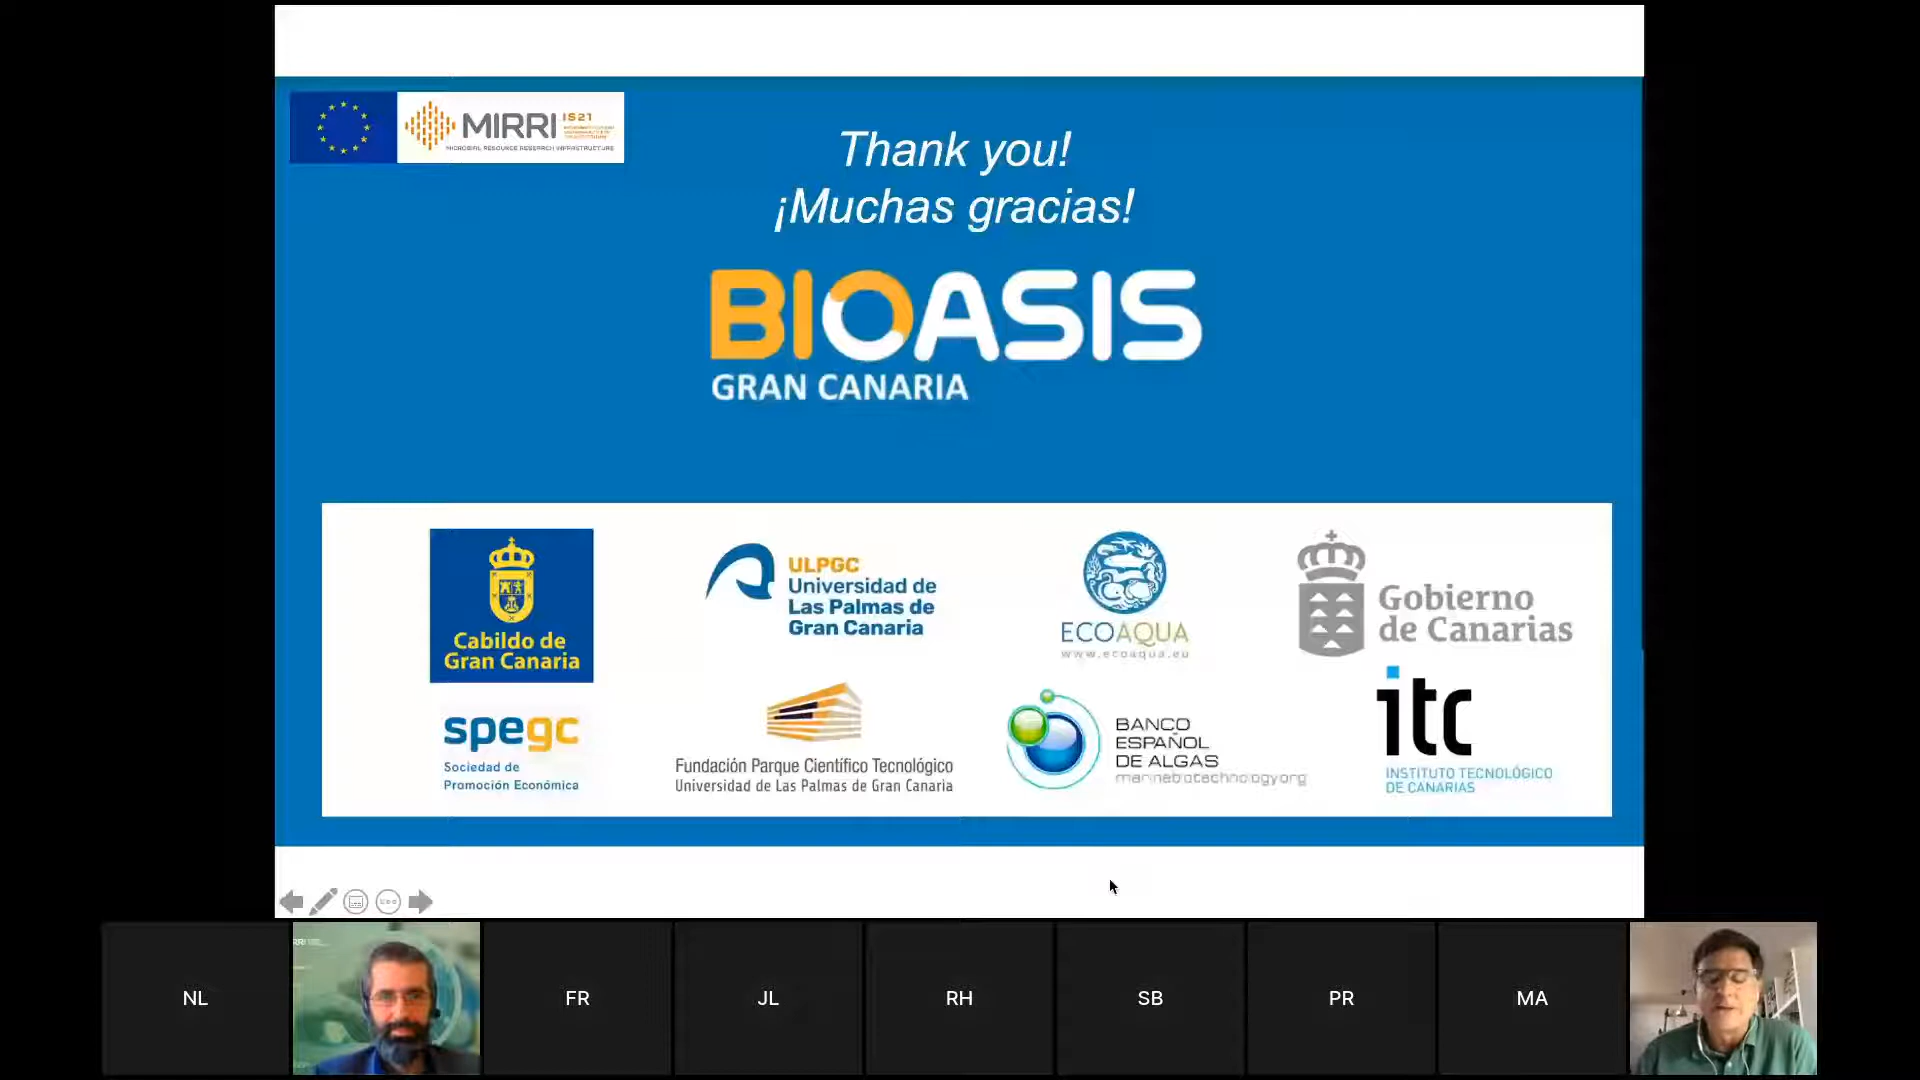 MIRRI IS21
MICROBIAL RESOURCE RESEARCH INFRASTRUCTURE
Thank you!
¡Muchas gracias!
BIOASIS
GRAN CANARIA
Cabildo de
Gran Canaria
ULPGC
Universidad de
Las Palmas de
Gran Canaria
ECOAQUA
www.ecoaqua.eu
Gobierno
de Canarias
spegc
Sociedad de
Promoción Económica
Fundación Parque Científico Tecnológico
Universidad de Las Palmas de Gran Canaria
BANCO
ESPAÑOL
DE ALGAS
marinebiotechnology.org
itc
INSTITUTO TECNOLÓGICO
DE CANARIAS
NL
FR
JL
RH
SB
PR
MA